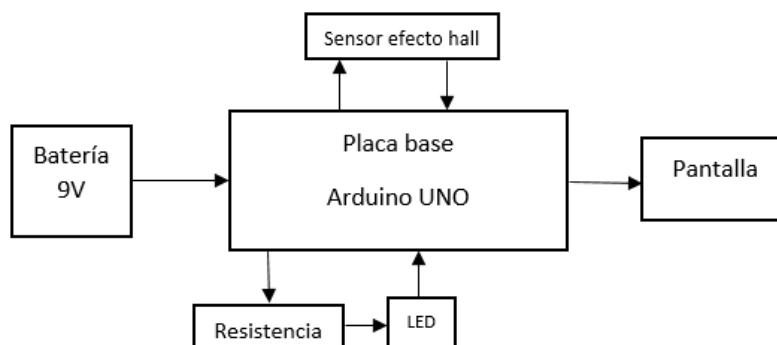 Sensor efecto hall
Batería
9V
Placa base
Arduino UNO
Pantalla
Resistencia
LED